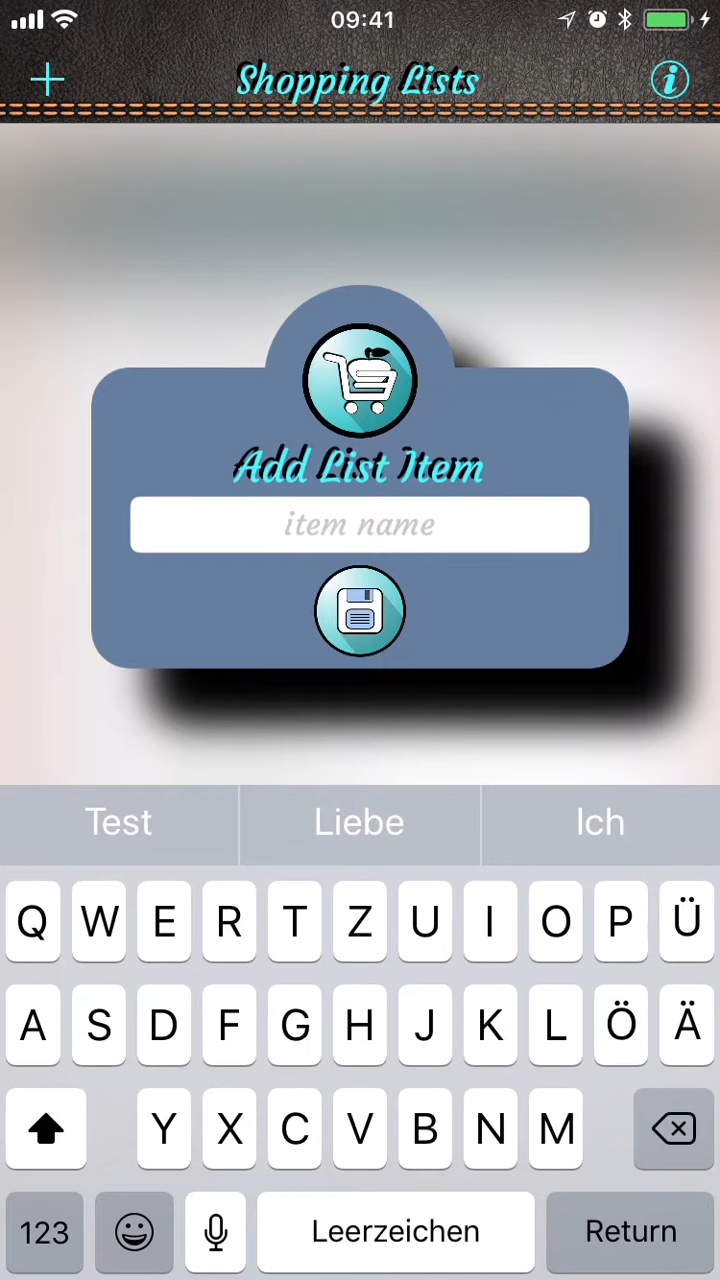 09:41
Shopping Lists
Add List Item
item name
Test Liebe Ich
Q W E R T Z U I O P Ü
A S D F G H J K L Ö Ä
Y X C V B N M
123 Leerzeichen Return